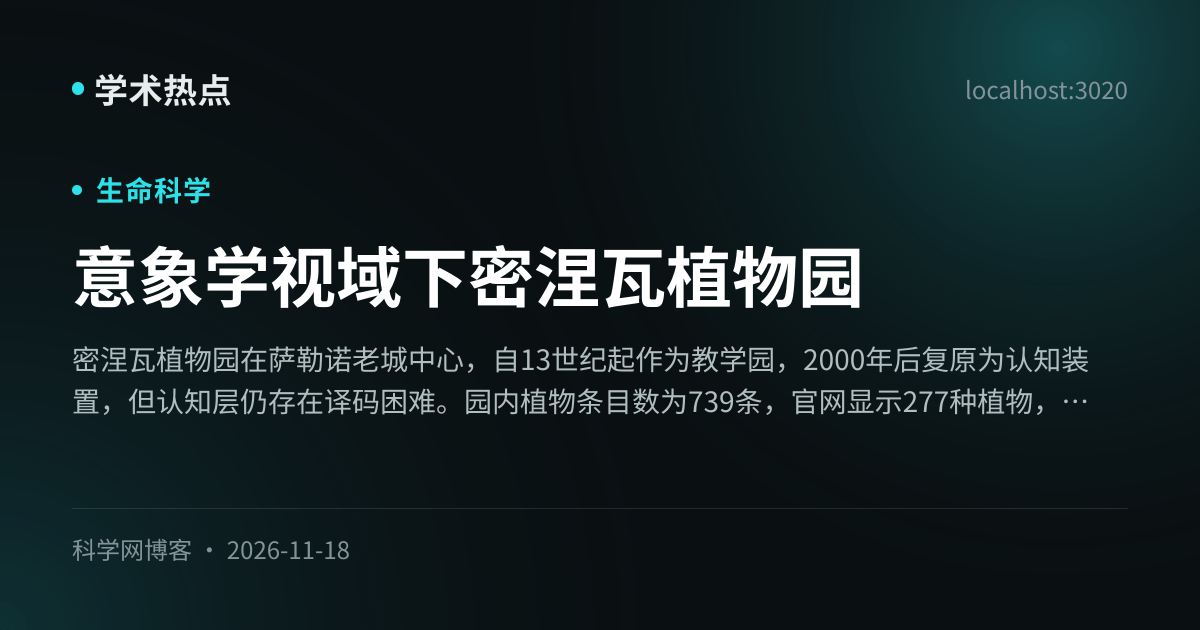 学术热点
localhost:3020
生命科学
意象学视域下密涅瓦植物园
密涅瓦植物园在萨勒诺老城中心，自13世纪起作为教学园，2000年后复原为认知装
置，但认知层仍存在译码困难。园内植物条目数为739条，官网显示277种植物，…
科学网博客 · 2026-11-18